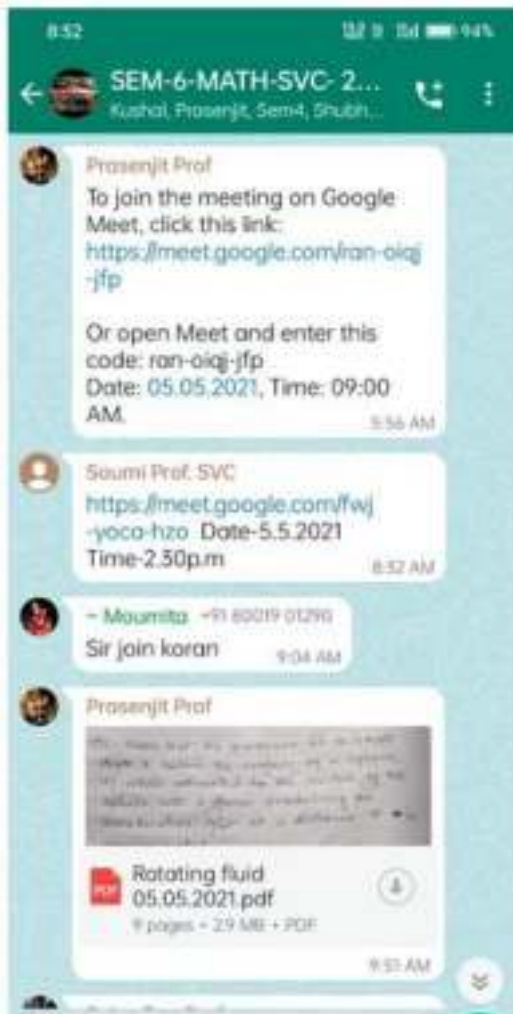 8:52
94%
SEM-6-MATH-SVC- 2...
Kushal, Prosenjit, Sem4, Shubh...
Prosenjit Prof
To join the meeting on Google
Meet, click this link:
https://meet.google.com/ran-oiqj
-jfp
Or open Meet and enter this
code: ran-oiqj-jfp
Date: 05.05.2021, Time: 09:00
AM.
5:56 AM
Soumi Prof. SVC
https://meet.google.com/fwj
-yoca-hzo Date-5.5.2021
Time-2.30p.m
8:32 AM
~ Moumita +91 80019 01290
Sir join koran
9:04 AM
Prosenjit Prof
PDF
Rotating fluid
05.05.2021.pdf
9 pages • 2.9 MB • PDF
9:51 AM